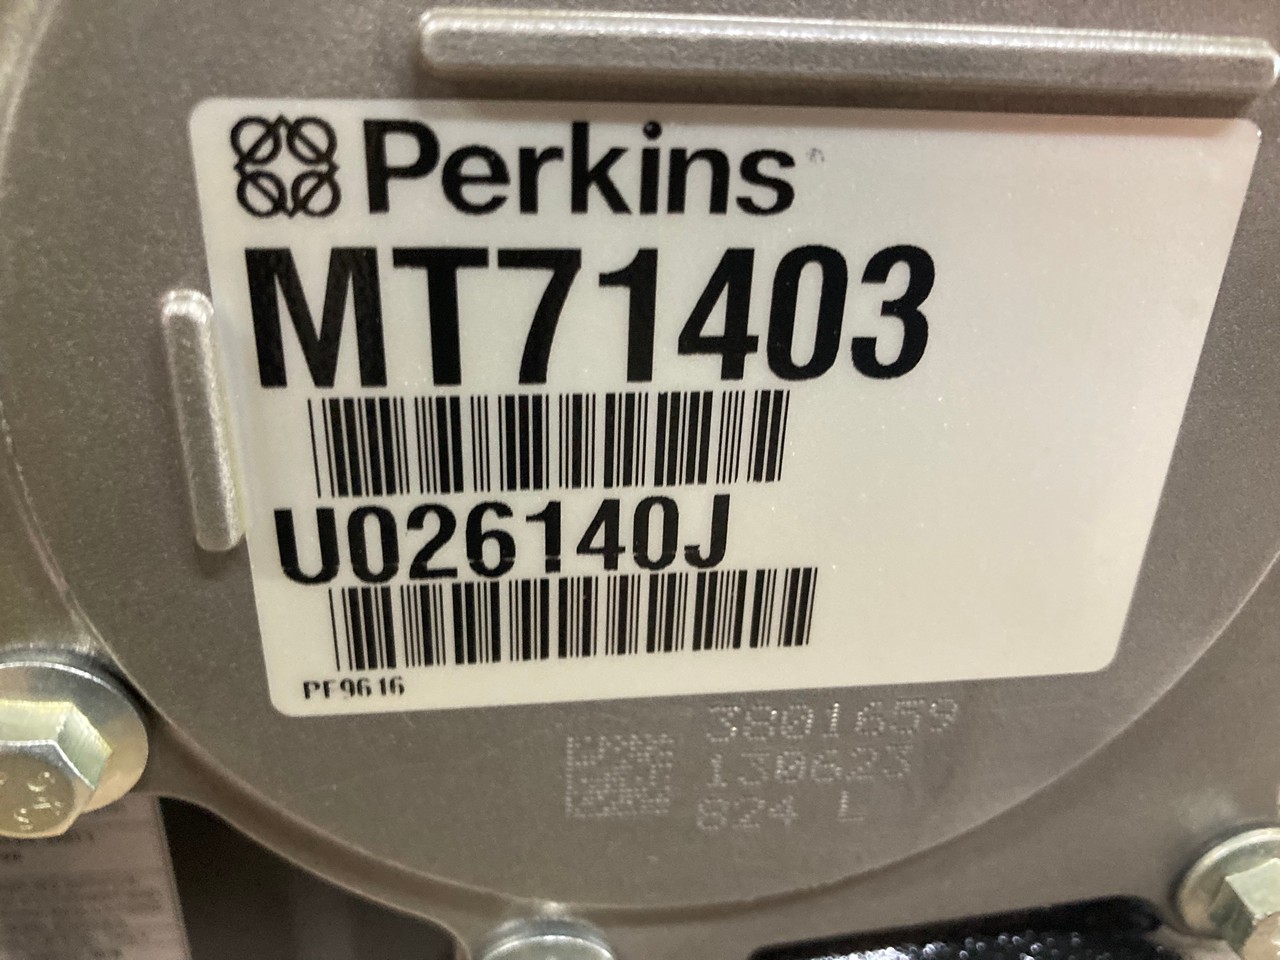 Perkins
MT71403
U026140J
PF9616
3801659
130623
824 L